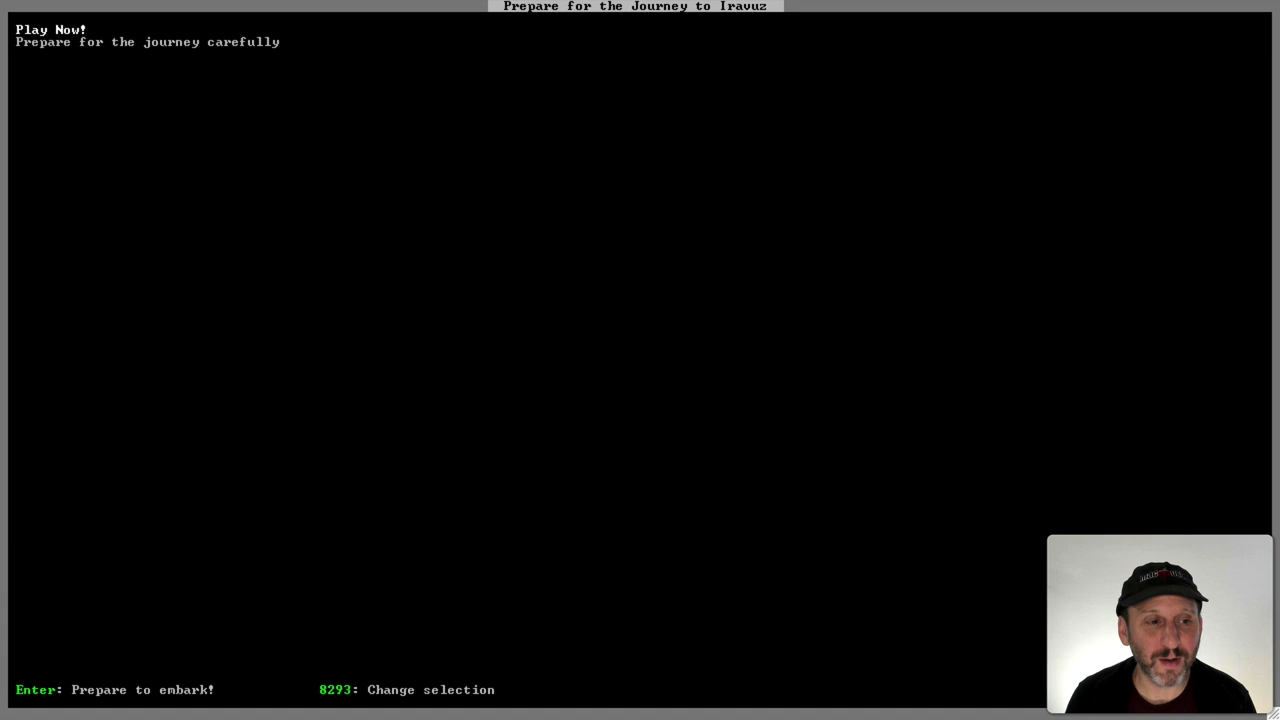 Prepare for the Journey to Iravuz
Play Now!
Prepare for the journey carefully
Enter: Prepare to embark!
8293: Change selection